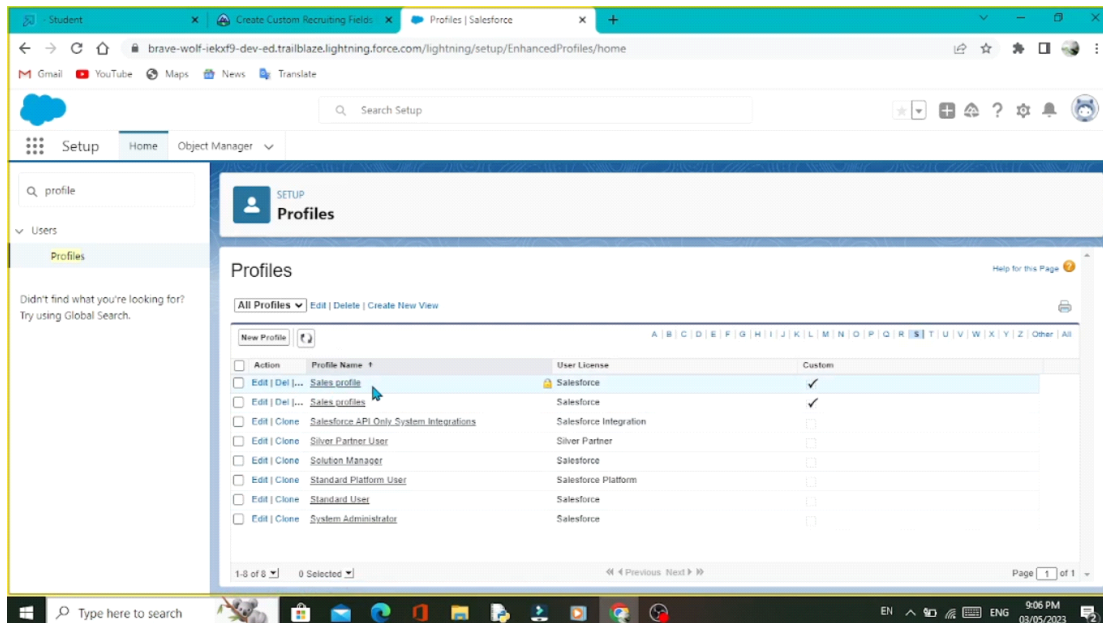 - Student
Create Custom Recruiting Fields
Profiles | Salesforce
brave-wolf-iekxf9-dev-ed.trailblaze.lightning.force.com/lightning/setup/EnhancedProfiles/home
Gmail YouTube Maps News Translate
Search Setup
Setup Home Object Manager
profile
Users
Profiles
Didn't find what you're looking for?
Try using Global Search.
SETUP
Profiles
Profiles
Help for this Page
All Profiles Edit | Delete | Create New View
New Profile
A | B | C | D | E | F | G | H | I | J | K | L | M | N | O | P | Q | R | S | T | U | V | W | X | Y | Z | Other | All
Action Profile Name User License Custom
Edit | Del |... Sales profile Salesforce
Edit | Del |... Sales profiles Salesforce
Edit | Clone Salesforce API Only System Integrations Salesforce Integration
Edit | Clone Silver Partner User Silver Partner
Edit | Clone Solution Manager Salesforce
Edit | Clone Standard Platform User Salesforce Platform
Edit | Clone Standard User Salesforce
Edit | Clone System Administrator Salesforce
1-8 of 8 0 Selected Previous Next Page 1 of 1
Type here to search
EN ENG 9:06 PM
03/05/2023